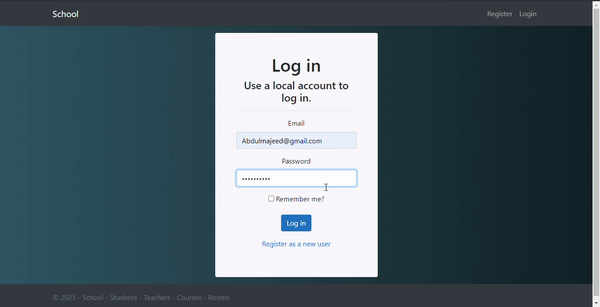 School Register Login
Log in
Use a local account to
log in.
Email
Abdulmajeed@gmail.com
Password
••••••••••
Remember me?
Log in
Register as a new user
© 2021 - School - Students - Teachers - Courses - Rooms